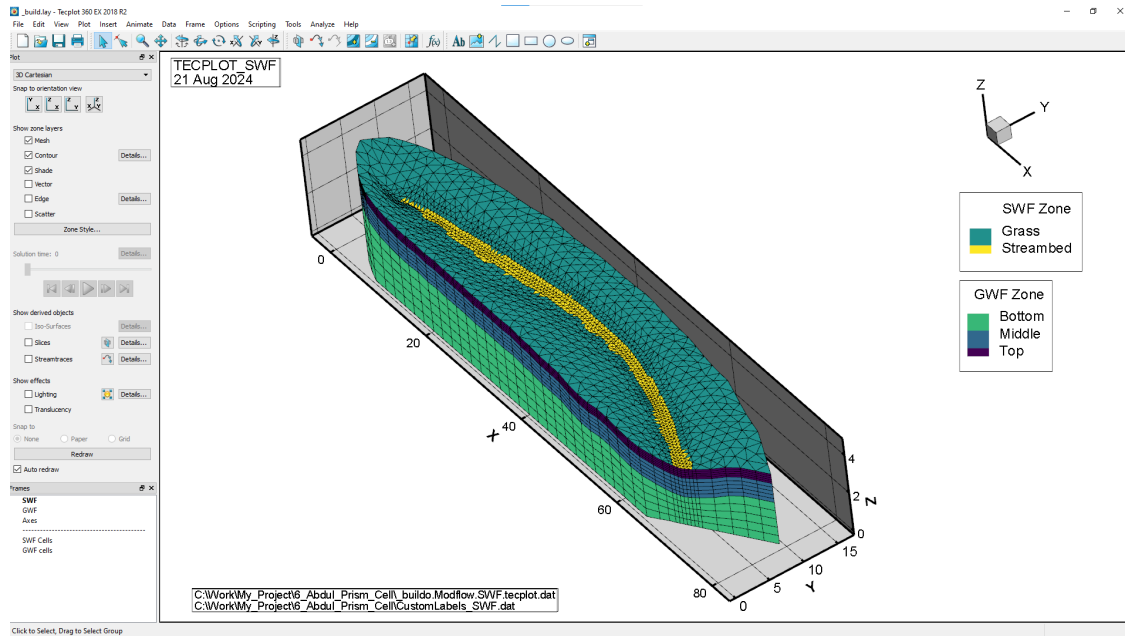 _build.lay - Tecplot 360 EX 2018 R2
File Edit View Plot Insert Animate Data Frame Options Scripting Tools Analyze Help
Plot
3D Cartesian
Snap to orientation view
Show zone layers
Mesh
Contour Details...
Shade
Vector
Edge Details...
Scatter
Zone Style...
Solution time: 0 Details...
Show derived objects
Iso-Surfaces Details...
Slices Details...
Streamtraces Details...
Show effects
Lighting Details...
Translucency
Snap to
None Paper Grid
Redraw
Auto redraw
Frames
SWF
GWF
Axes
SWF Cells
GWF cells
TECPLOT_SWF
21 Aug 2024
Z
Y
X
SWF Zone
Grass
Streambed
GWF Zone
Bottom
Middle
Top
0
20
X 40
60
80
0
5
10
15
Y
0
2
4
Z
C:\Work\My_Project\6_Abdul_Prism_Cell\_buildo.Modflow.SWF.tecplot.dat
C:\Work\My_Project\6_Abdul_Prism_Cell\CustomLabels_SWF.dat
Click to Select, Drag to Select Group